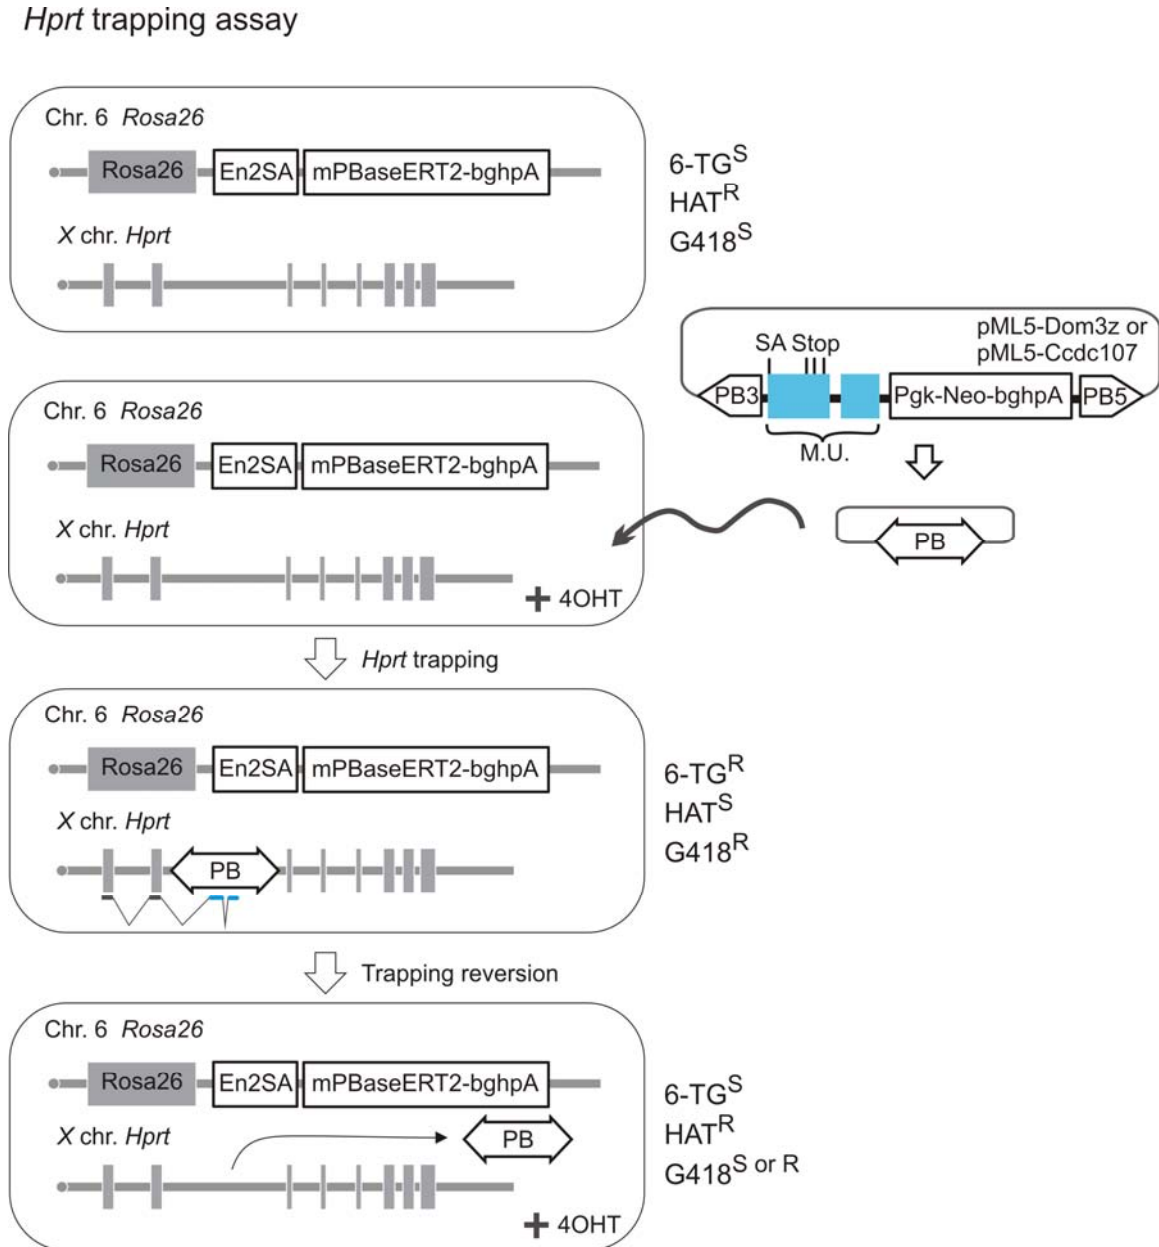 Hprt trapping assay
Chr. 6 Rosa26
Rosa26 En2SA mPBaseERT2-bghpA
X chr. Hprt
6-TGS
HATR
G418S
pML5-Dom3z or
pML5-Ccdc107
SA Stop
PB3 Pgk-Neo-bghpA PB5
M.U.
PB
Chr. 6 Rosa26
Rosa26 En2SA mPBaseERT2-bghpA
X chr. Hprt
+ 4OHT
Hprt trapping
Chr. 6 Rosa26
Rosa26 En2SA mPBaseERT2-bghpA
X chr. Hprt
PB
6-TGR
HATS
G418R
Trapping reversion
Chr. 6 Rosa26
Rosa26 En2SA mPBaseERT2-bghpA
X chr. Hprt
PB
+ 4OHT
6-TGS
HATR
G418S or R